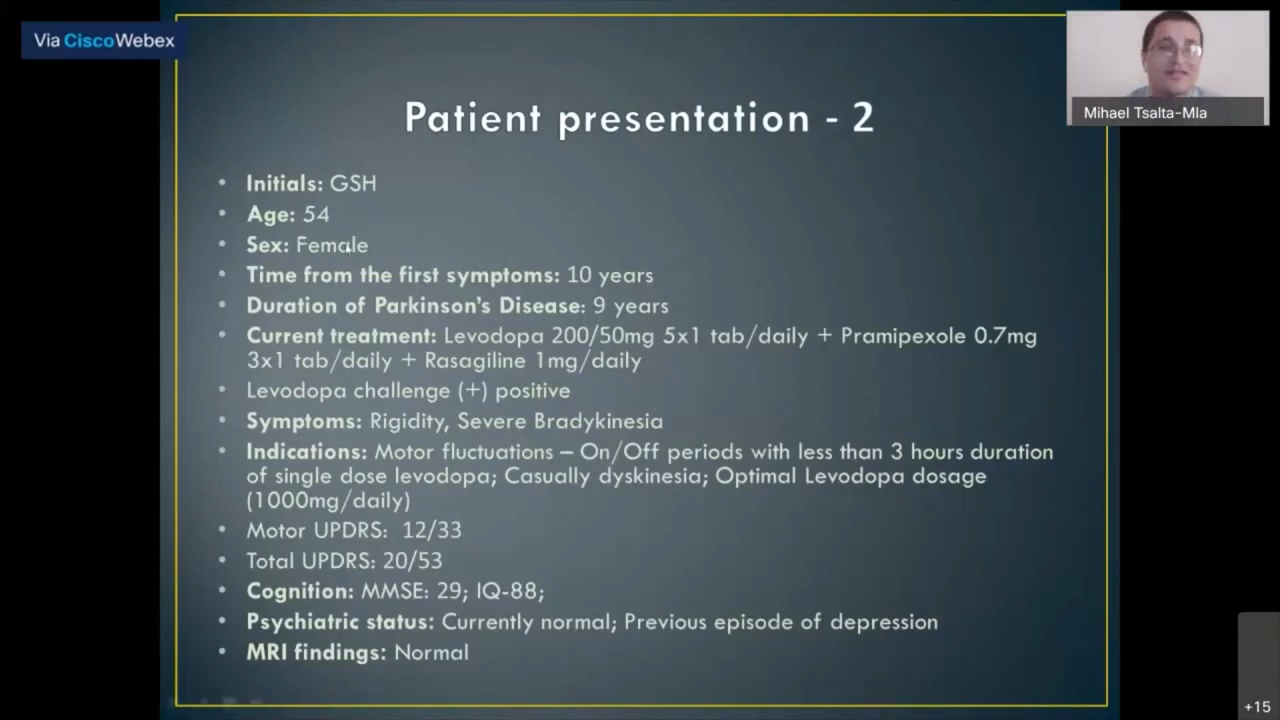 Via CiscoWebex
Mihael Tsalta-Mla
Patient presentation - 2
• Initials: GSH
• Age: 54
• Sex: Female
• Time from the first symptoms: 10 years
• Duration of Parkinson's Disease: 9 years
• Current treatment: Levodopa 200/50mg 5x1 tab/daily + Pramipexole 0.7mg
3x1 tab/daily + Rasagiline 1mg/daily
• Levodopa challenge (+) positive
• Symptoms: Rigidity, Severe Bradykinesia
• Indications: Motor fluctuations – On/Off periods with less than 3 hours duration
of single dose levodopa; Casually dyskinesia; Optimal Levodopa dosage
(1000mg/daily)
• Motor UPDRS: 12/33
• Total UPDRS: 20/53
• Cognition: MMSE: 29; IQ-88;
• Psychiatric status: Currently normal; Previous episode of depression
• MRI findings: Normal
+15